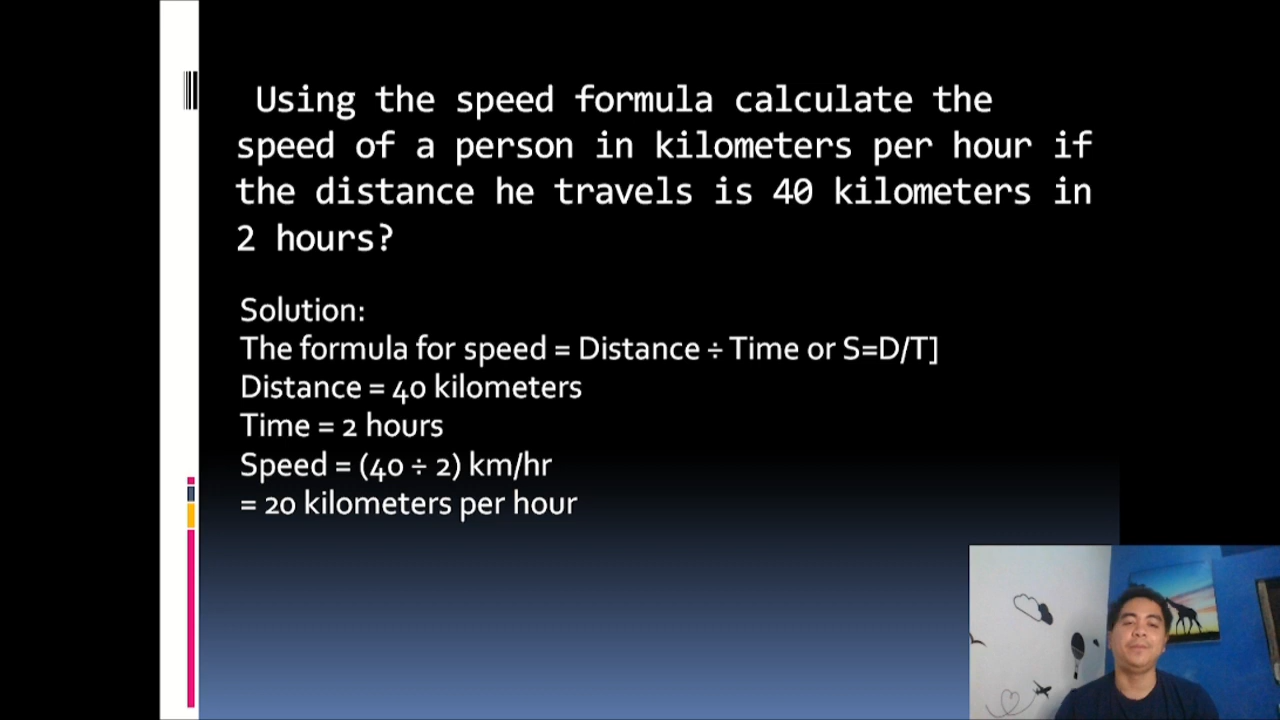 Using the speed formula calculate the
speed of a person in kilometers per hour if
the distance he travels is 40 kilometers in
2 hours?
Solution:
The formula for speed = Distance ÷ Time or S=D/T]
Distance = 40 kilometers
Time = 2 hours
Speed = (40 ÷ 2) km/hr
= 20 kilometers per hour